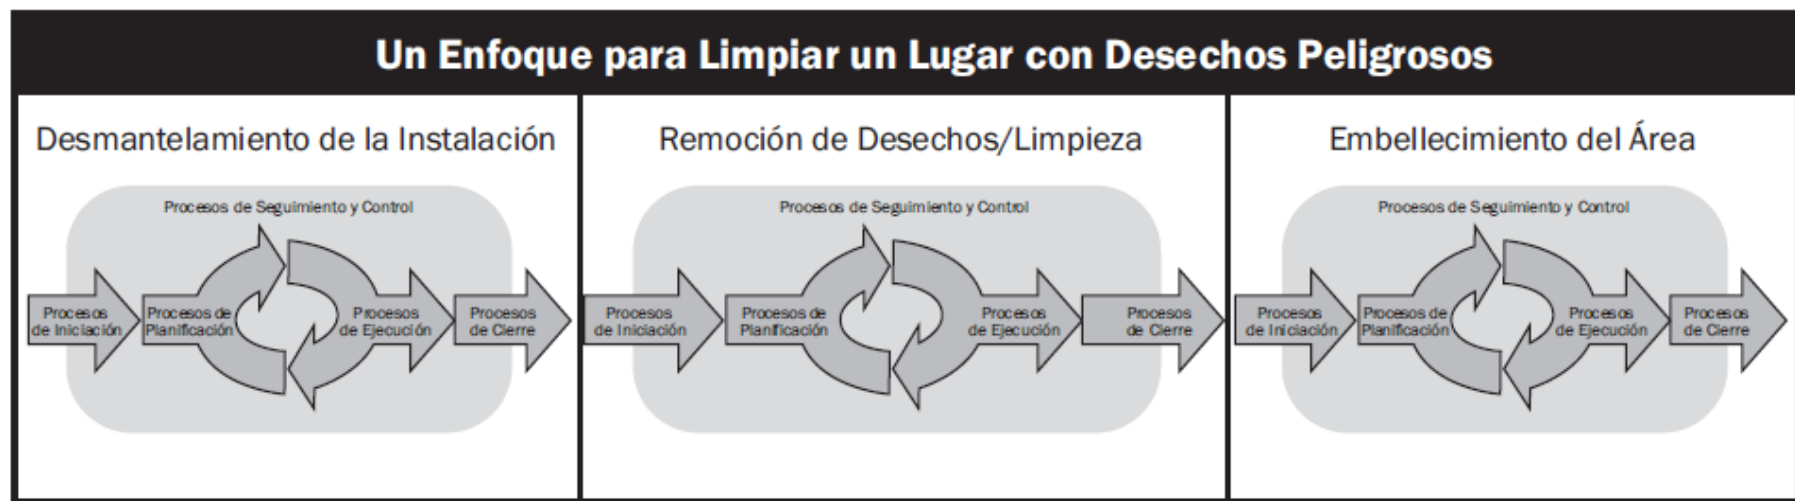 Un Enfoque para Limpiar un Lugar con Desechos Peligrosos
Desmantelamiento de la Instalación
Procesos de Seguimiento y Control
Procesos
de Iniciación
Procesos de
Planificación
Procesos
de Ejecución
Procesos
de Cierre
Remoción de Desechos/Limpieza
Procesos de Seguimiento y Control
Procesos
de Iniciación
Procesos de
Planificación
Procesos
de Ejecución
Procesos
de Cierre
Embellecimiento del Área
Procesos de Seguimiento y Control
Procesos
de Iniciación
Procesos de
Planificación
Procesos
de Ejecución
Procesos
de Cierre